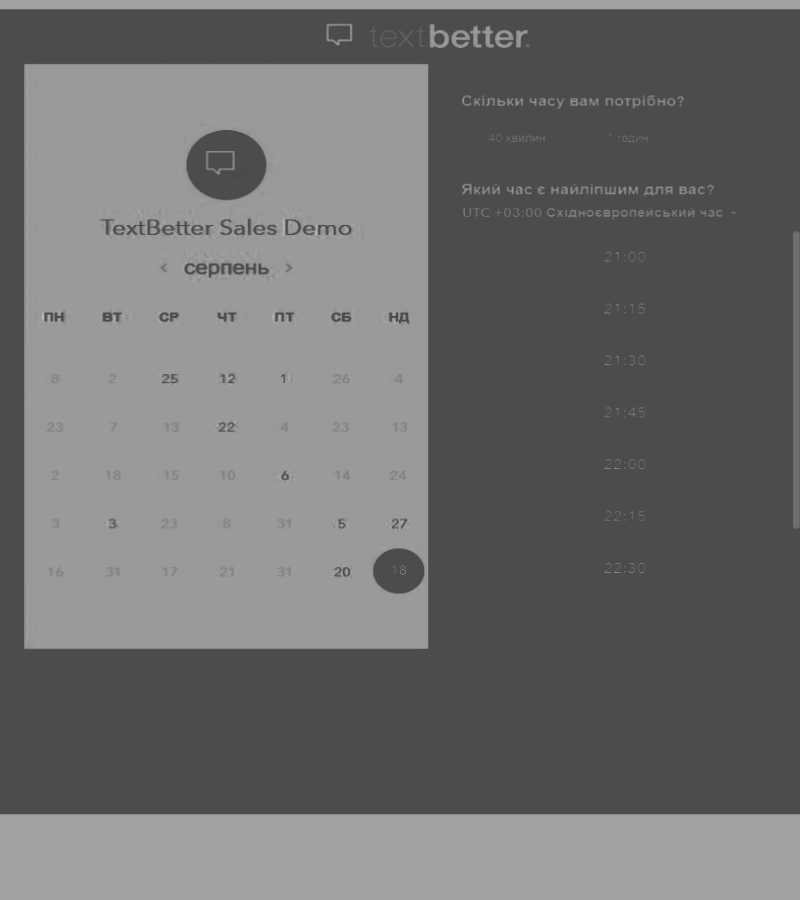 textbetter.
TextBetter Sales Demo
< серпень >
ПН ВТ СР ЧТ ПТ СБ НД
8 2 25 12 1 26 4
23 7 13 22 4 23 13
2 18 15 10 6 14 24
3 3 23 8 31 5 27
16 31 17 21 31 20 18
Скільки часу вам потрібно?
40 хвилин 1 годин
Який час є найліпшим для вас?
UTC +03:00 Східноєвропейський час
21:00
21:15
21:30
21:45
22:00
22:15
22:30